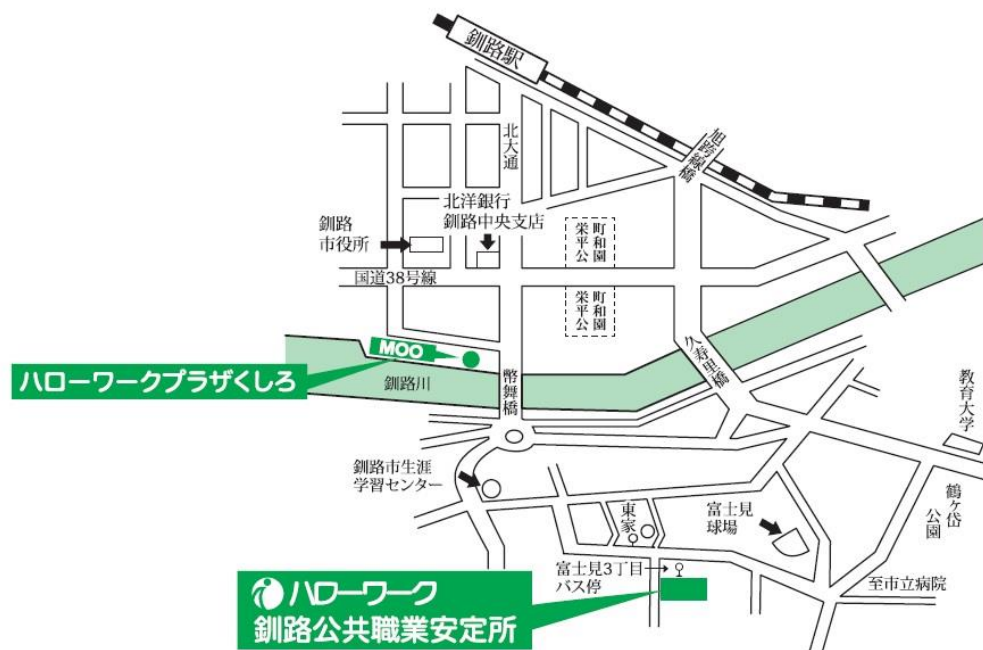 釧路駅
旭跨線橋
北大通
北洋銀行
釧路中央支店
釧路
市役所
栄町
平和
公園
国道38号線
栄町
平和
公園
MOO
ハローワークプラザくしろ
釧路川
幣舞橋
久寿里橋
教育大学
釧路市生涯
学習センター
東家
富士見
球場
鶴ヶ岱
公園
富士見3丁目
バス停
至市立病院
ハローワーク
釧路公共職業安定所